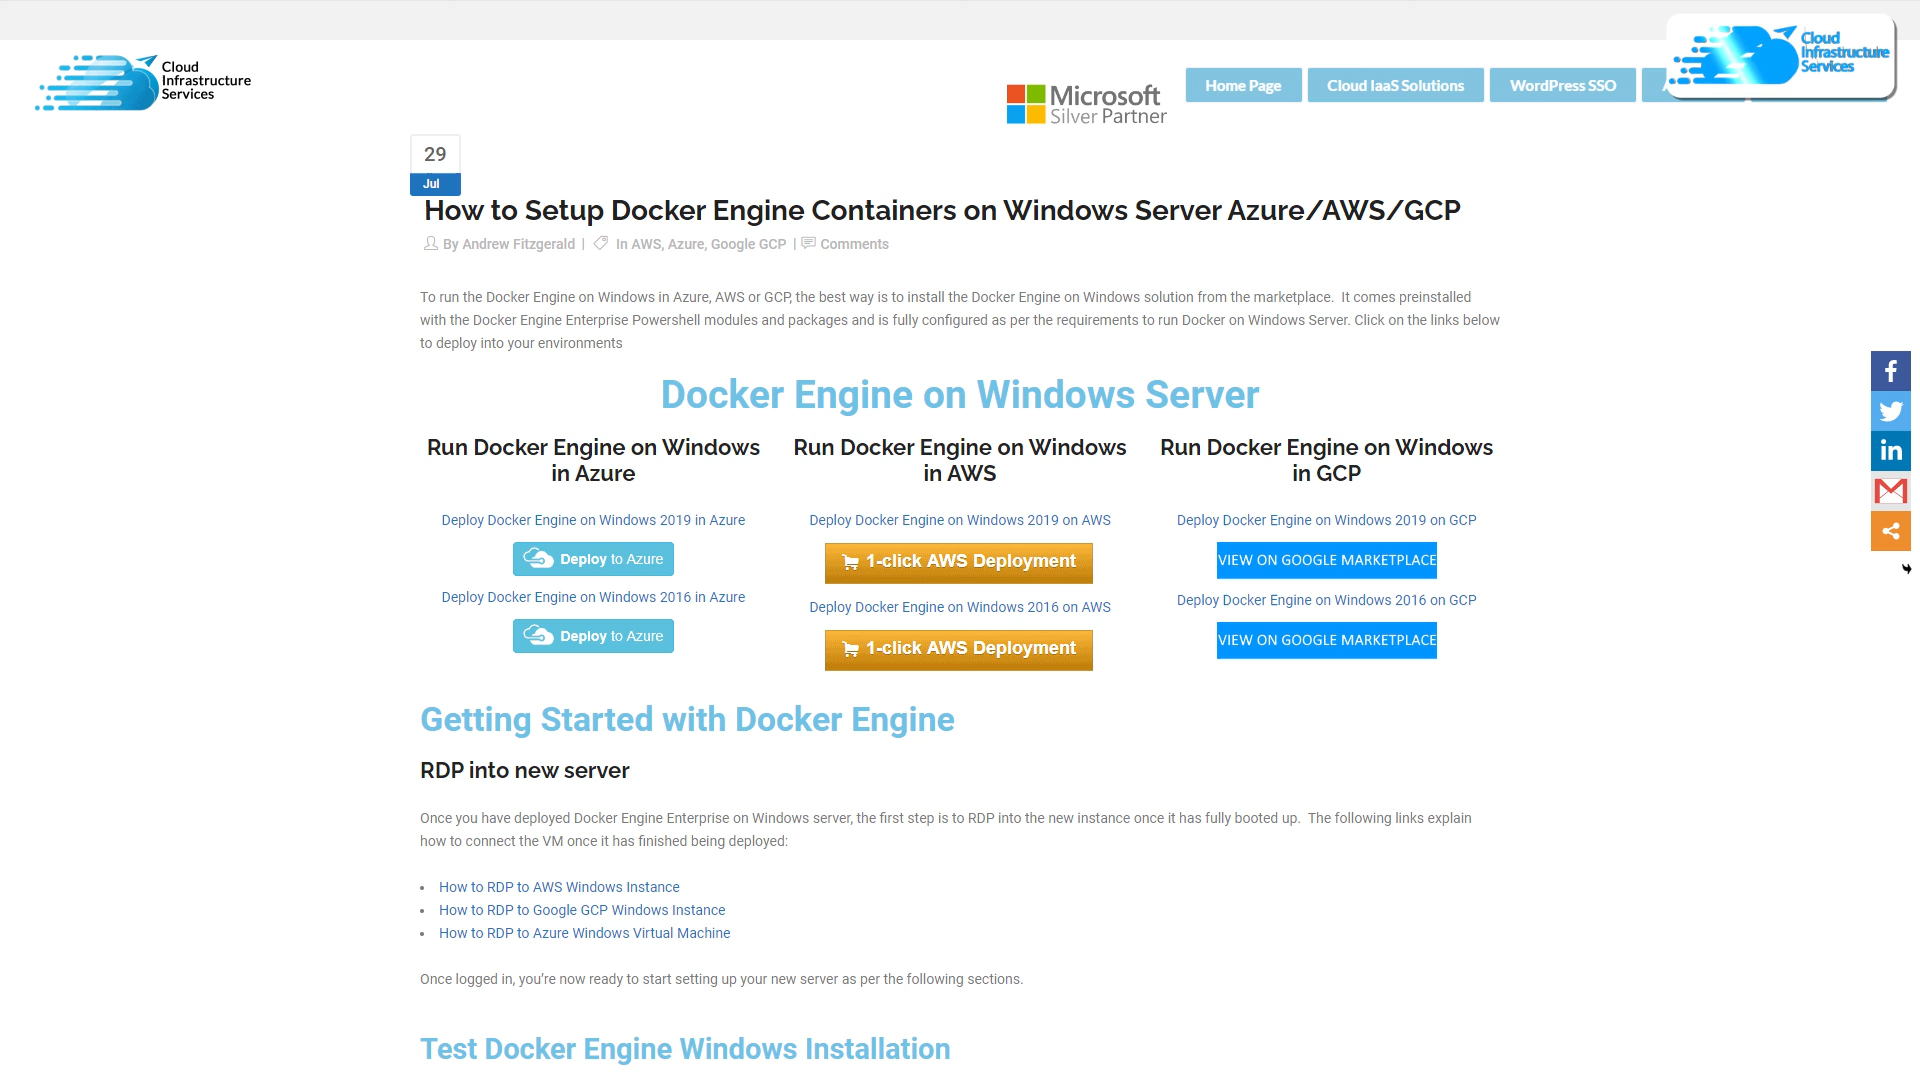 Cloud
Infrastructure
Services
Microsoft
Silver Partner
Home Page
Cloud IaaS Solutions
WordPress SSO
Cloud
Infrastructure
Services
29
Jul
How to Setup Docker Engine Containers on Windows Server Azure/AWS/GCP
By Andrew Fitzgerald | In AWS, Azure, Google GCP | Comments
To run the Docker Engine on Windows in Azure, AWS or GCP, the best way is to install the Docker Engine on Windows solution from the marketplace. It comes preinstalled
with the Docker Engine Enterprise Powershell modules and packages and is fully configured as per the requirements to run Docker on Windows Server. Click on the links below
to deploy into your environments
Docker Engine on Windows Server
Run Docker Engine on Windows
in Azure
Deploy Docker Engine on Windows 2019 in Azure
Deploy to Azure
Deploy Docker Engine on Windows 2016 in Azure
Deploy to Azure
Run Docker Engine on Windows
in AWS
Deploy Docker Engine on Windows 2019 on AWS
1-click AWS Deployment
Deploy Docker Engine on Windows 2016 on AWS
1-click AWS Deployment
Run Docker Engine on Windows
in GCP
Deploy Docker Engine on Windows 2019 on GCP
VIEW ON GOOGLE MARKETPLACE
Deploy Docker Engine on Windows 2016 on GCP
VIEW ON GOOGLE MARKETPLACE
Getting Started with Docker Engine
RDP into new server
Once you have deployed Docker Engine Enterprise on Windows server, the first step is to RDP into the new instance once it has fully booted up. The following links explain
how to connect the VM once it has finished being deployed:
• How to RDP to AWS Windows Instance
• How to RDP to Google GCP Windows Instance
• How to RDP to Azure Windows Virtual Machine
Once logged in, you’re now ready to start setting up your new server as per the following sections.
Test Docker Engine Windows Installation